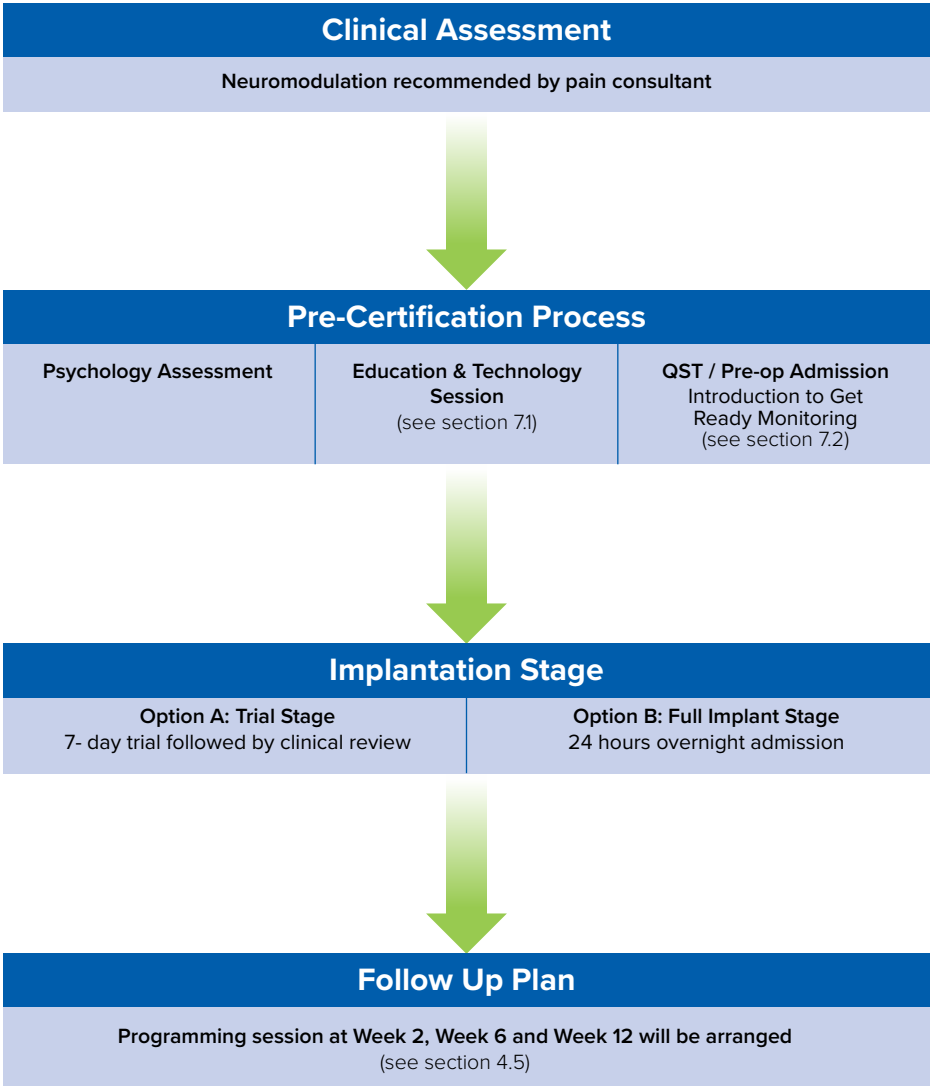 Clinical Assessment
Neuromodulation recommended by pain consultant
Pre-Certification Process
Psychology Assessment
Education & Technology
Session
(see section 7.1)
QST / Pre-op Admission
Introduction to Get
Ready Monitoring
(see section 7.2)
Implantation Stage
Option A: Trial Stage
7- day trial followed by clinical review
Option B: Full Implant Stage
24 hours overnight admission
Follow Up Plan
Programming session at Week 2, Week 6 and Week 12 will be arranged
(see section 4.5)